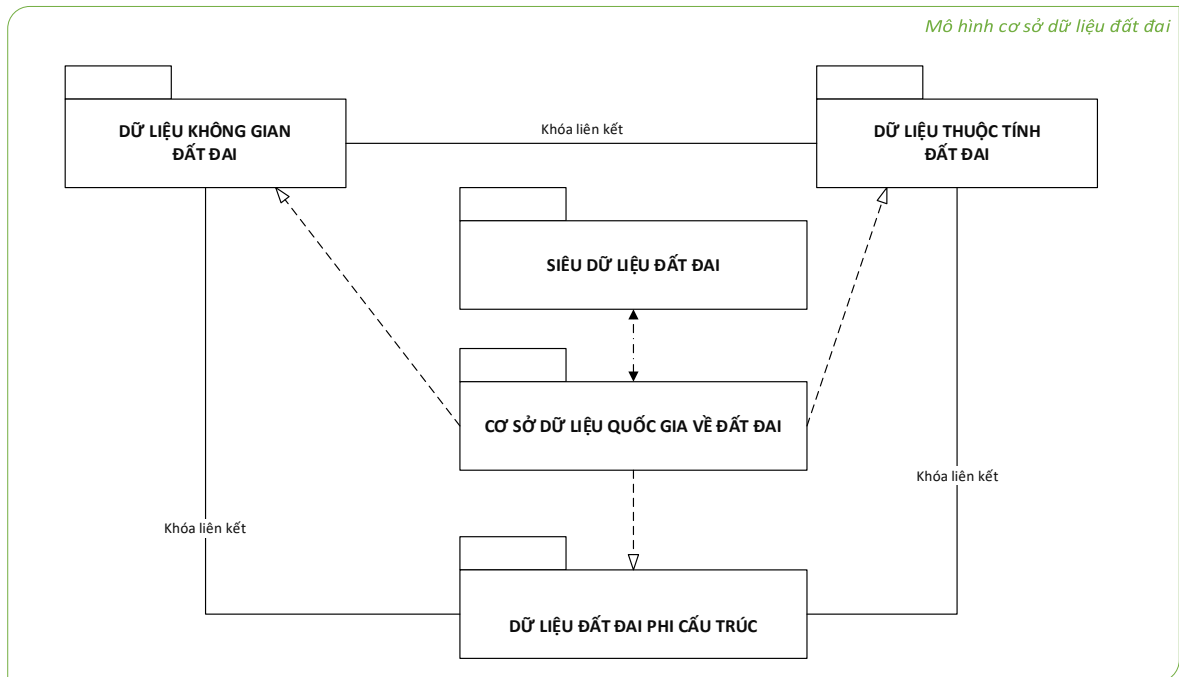 Mô hình cơ sở dữ liệu đất đai
DỮ LIỆU KHÔNG GIAN
ĐẤT ĐAI
Khóa liên kết
DỮ LIỆU THUỘC TÍNH
ĐẤT ĐAI
SIÊU DỮ LIỆU ĐẤT ĐAI
CƠ SỞ DỮ LIỆU QUỐC GIA VỀ ĐẤT ĐAI
Khóa liên kết
Khóa liên kết
DỮ LIỆU ĐẤT ĐAI PHI CẤU TRÚC